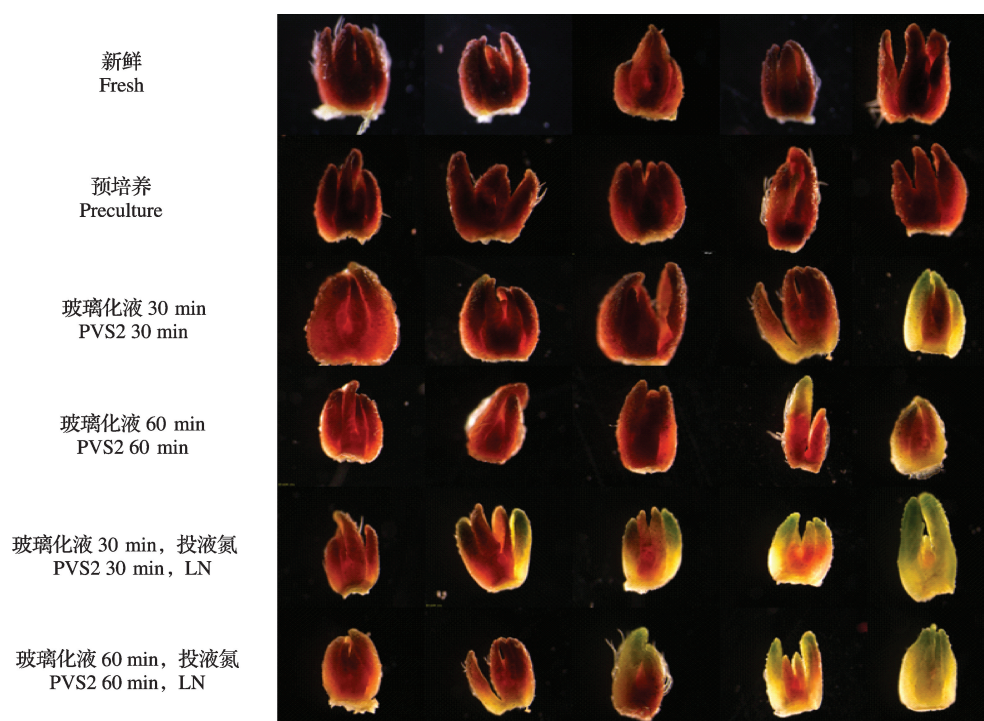 新鲜
Fresh
预培养
Preculture
玻璃化液 30 min
PVS2 30 min
玻璃化液 60 min
PVS2 60 min
玻璃化液 30 min，投液氮
PVS2 30 min，LN
玻璃化液 60 min，投液氮
PVS2 60 min，LN